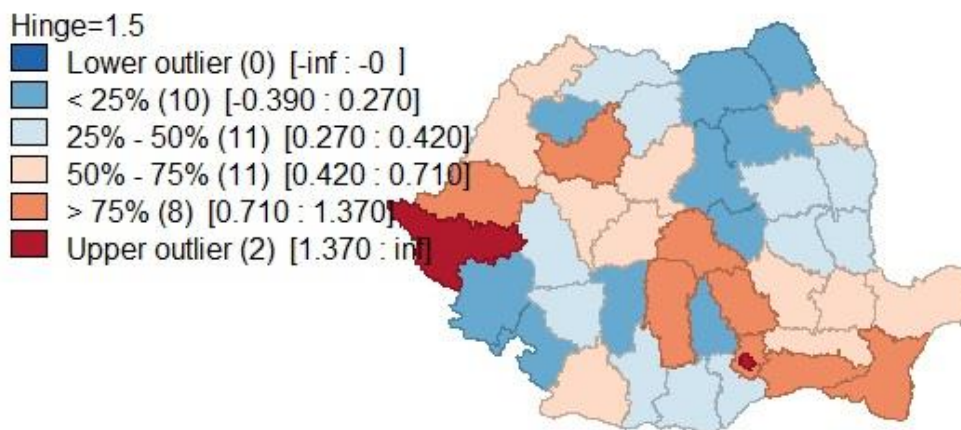 Hinge=1.5
Lower outlier (0) [-inf : -0 ]
< 25% (10) [-0.390 : 0.270]
25% - 50% (11) [0.270 : 0.420]
50% - 75% (11) [0.420 : 0.710]
> 75% (8) [0.710 : 1.370]
Upper outlier (2) [1.370 : inf]